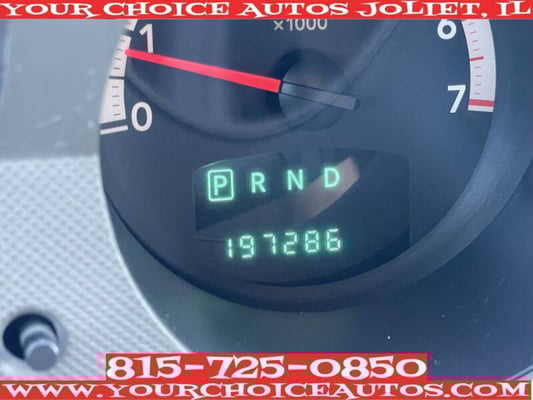 YOUR CHOICE AUTOS JOLIET, IL
x1000
1
0
6
7
P R N D
197286
815-725-0850
WWW.YOURCHOICEAUTOS.COM